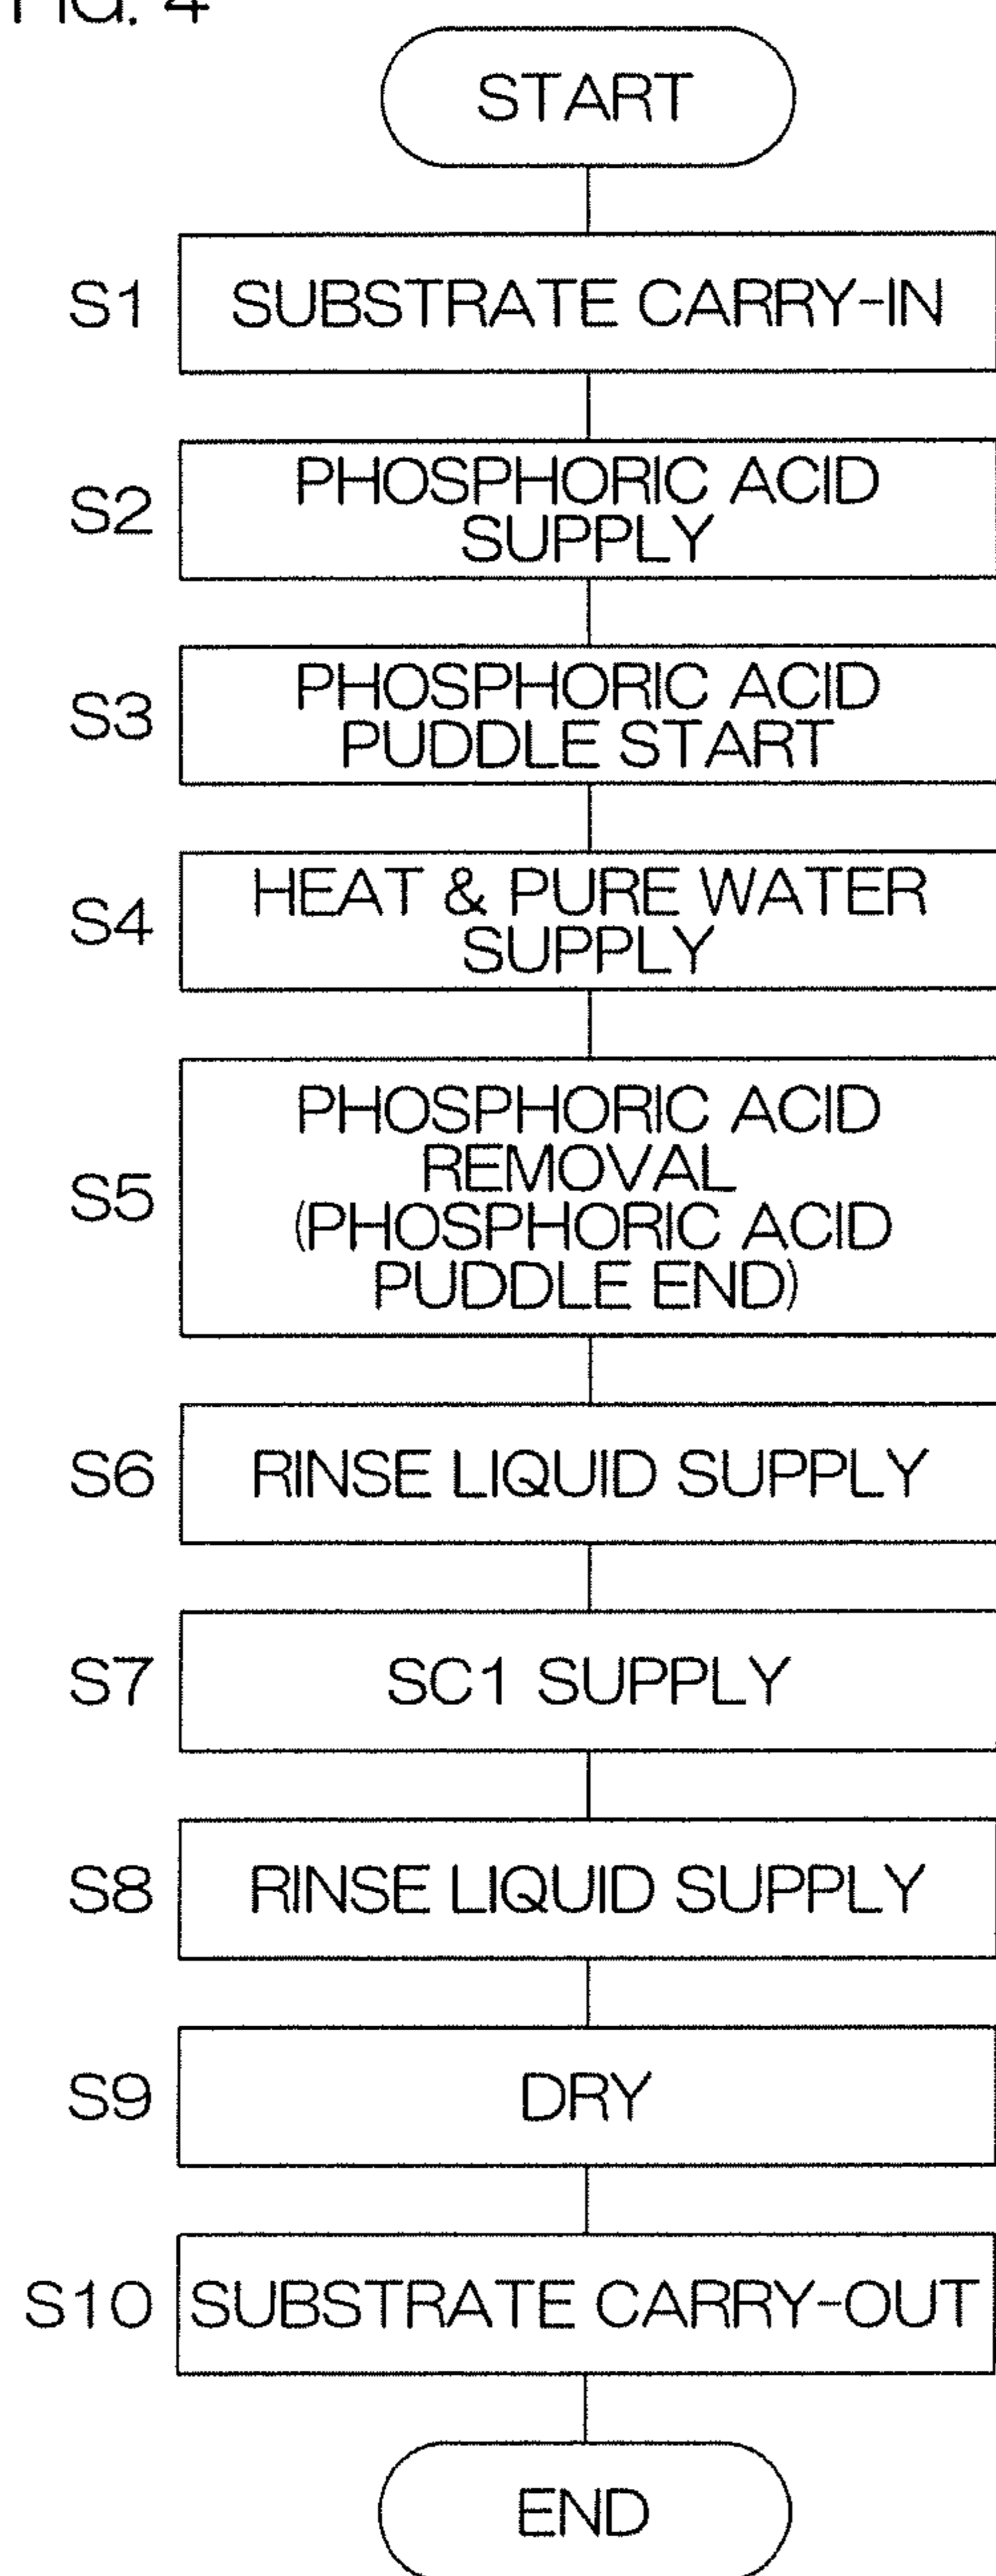 FIG. 4
START
S1 SUBSTRATE CARRY-IN
S2 PHOSPHORIC ACID
SUPPLY
S3 PHOSPHORIC ACID
PUDDLE START
S4 HEAT & PURE WATER
SUPPLY
S5 PHOSPHORIC ACID
REMOVAL
(PHOSPHORIC ACID
PUDDLE END)
S6 RINSE LIQUID SUPPLY
S7 SC1 SUPPLY
S8 RINSE LIQUID SUPPLY
S9 DRY
S10 SUBSTRATE CARRY-OUT
END